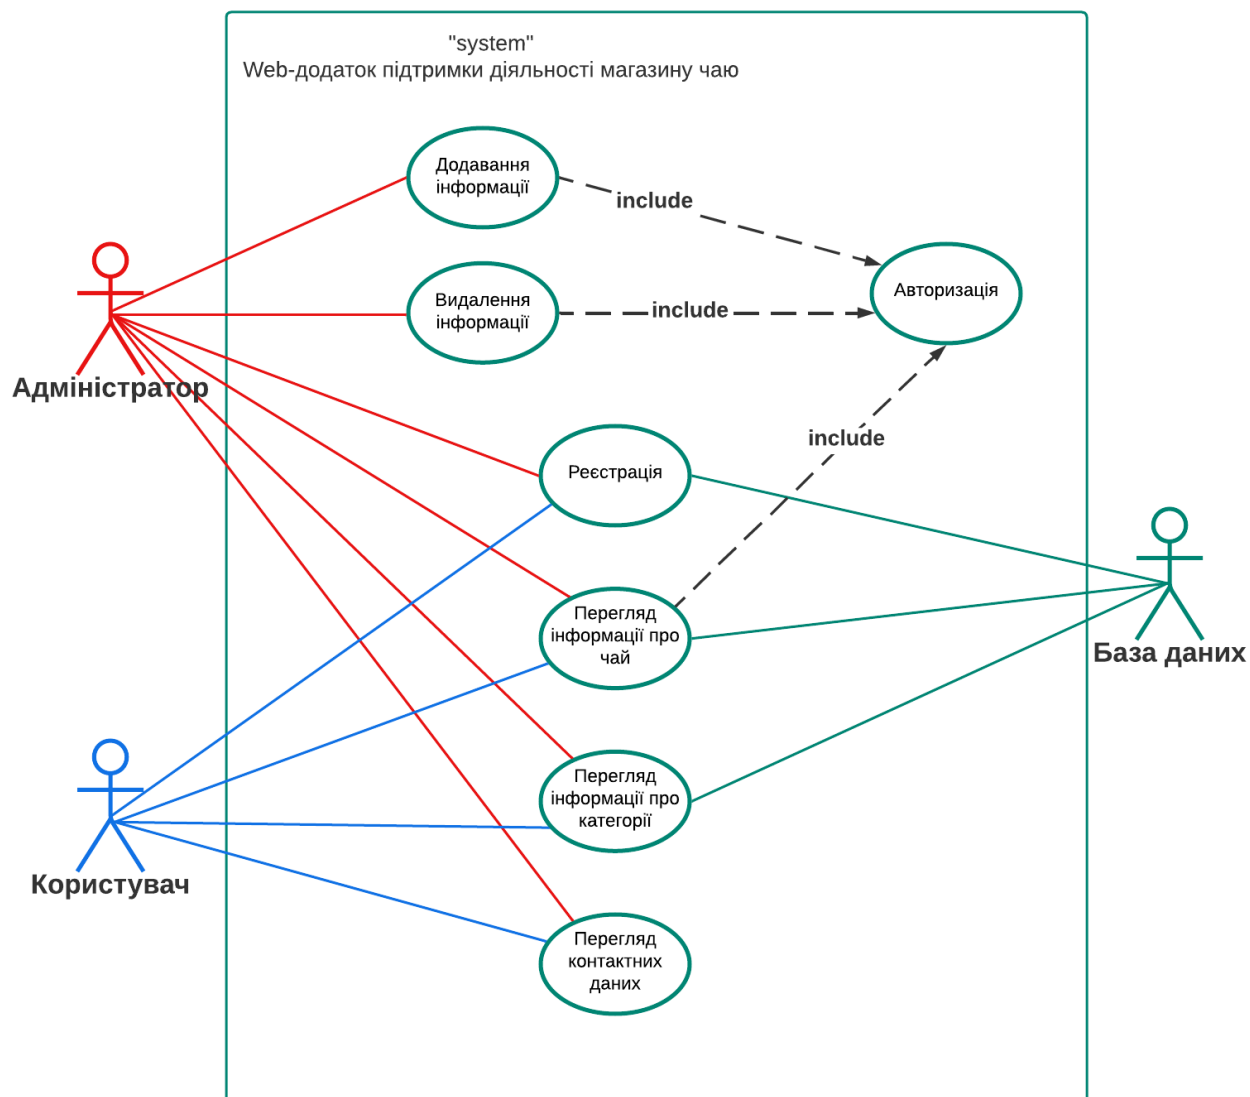 "system"
Web-додаток підтримки діяльності магазину чаю
Додавання
інформації
include
Авторизація
Видалення
інформації
include
Адміністратор
include
Реєстрація
Перегляд
інформації про
чай
База даних
Перегляд
інформації про
категорії
Користувач
Перегляд
контактних
даних